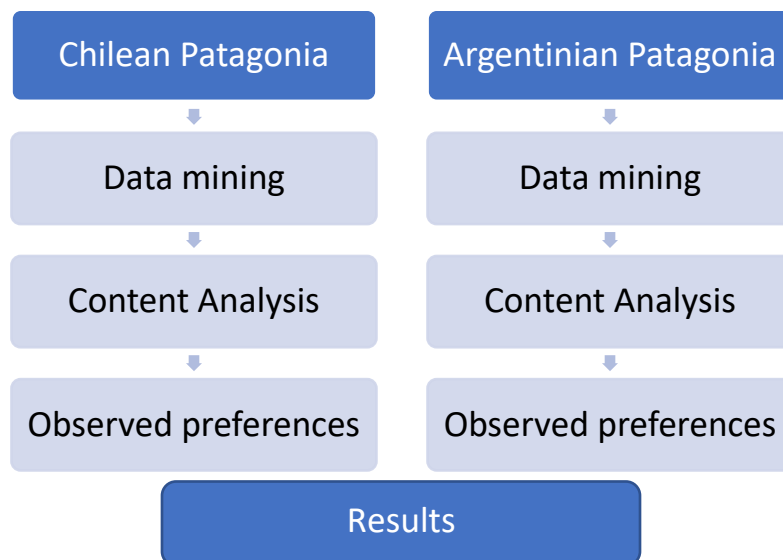 Chilean Patagonia
Argentinian Patagonia
Data mining
Data mining
Content Analysis
Content Analysis
Observed preferences
Observed preferences
Results